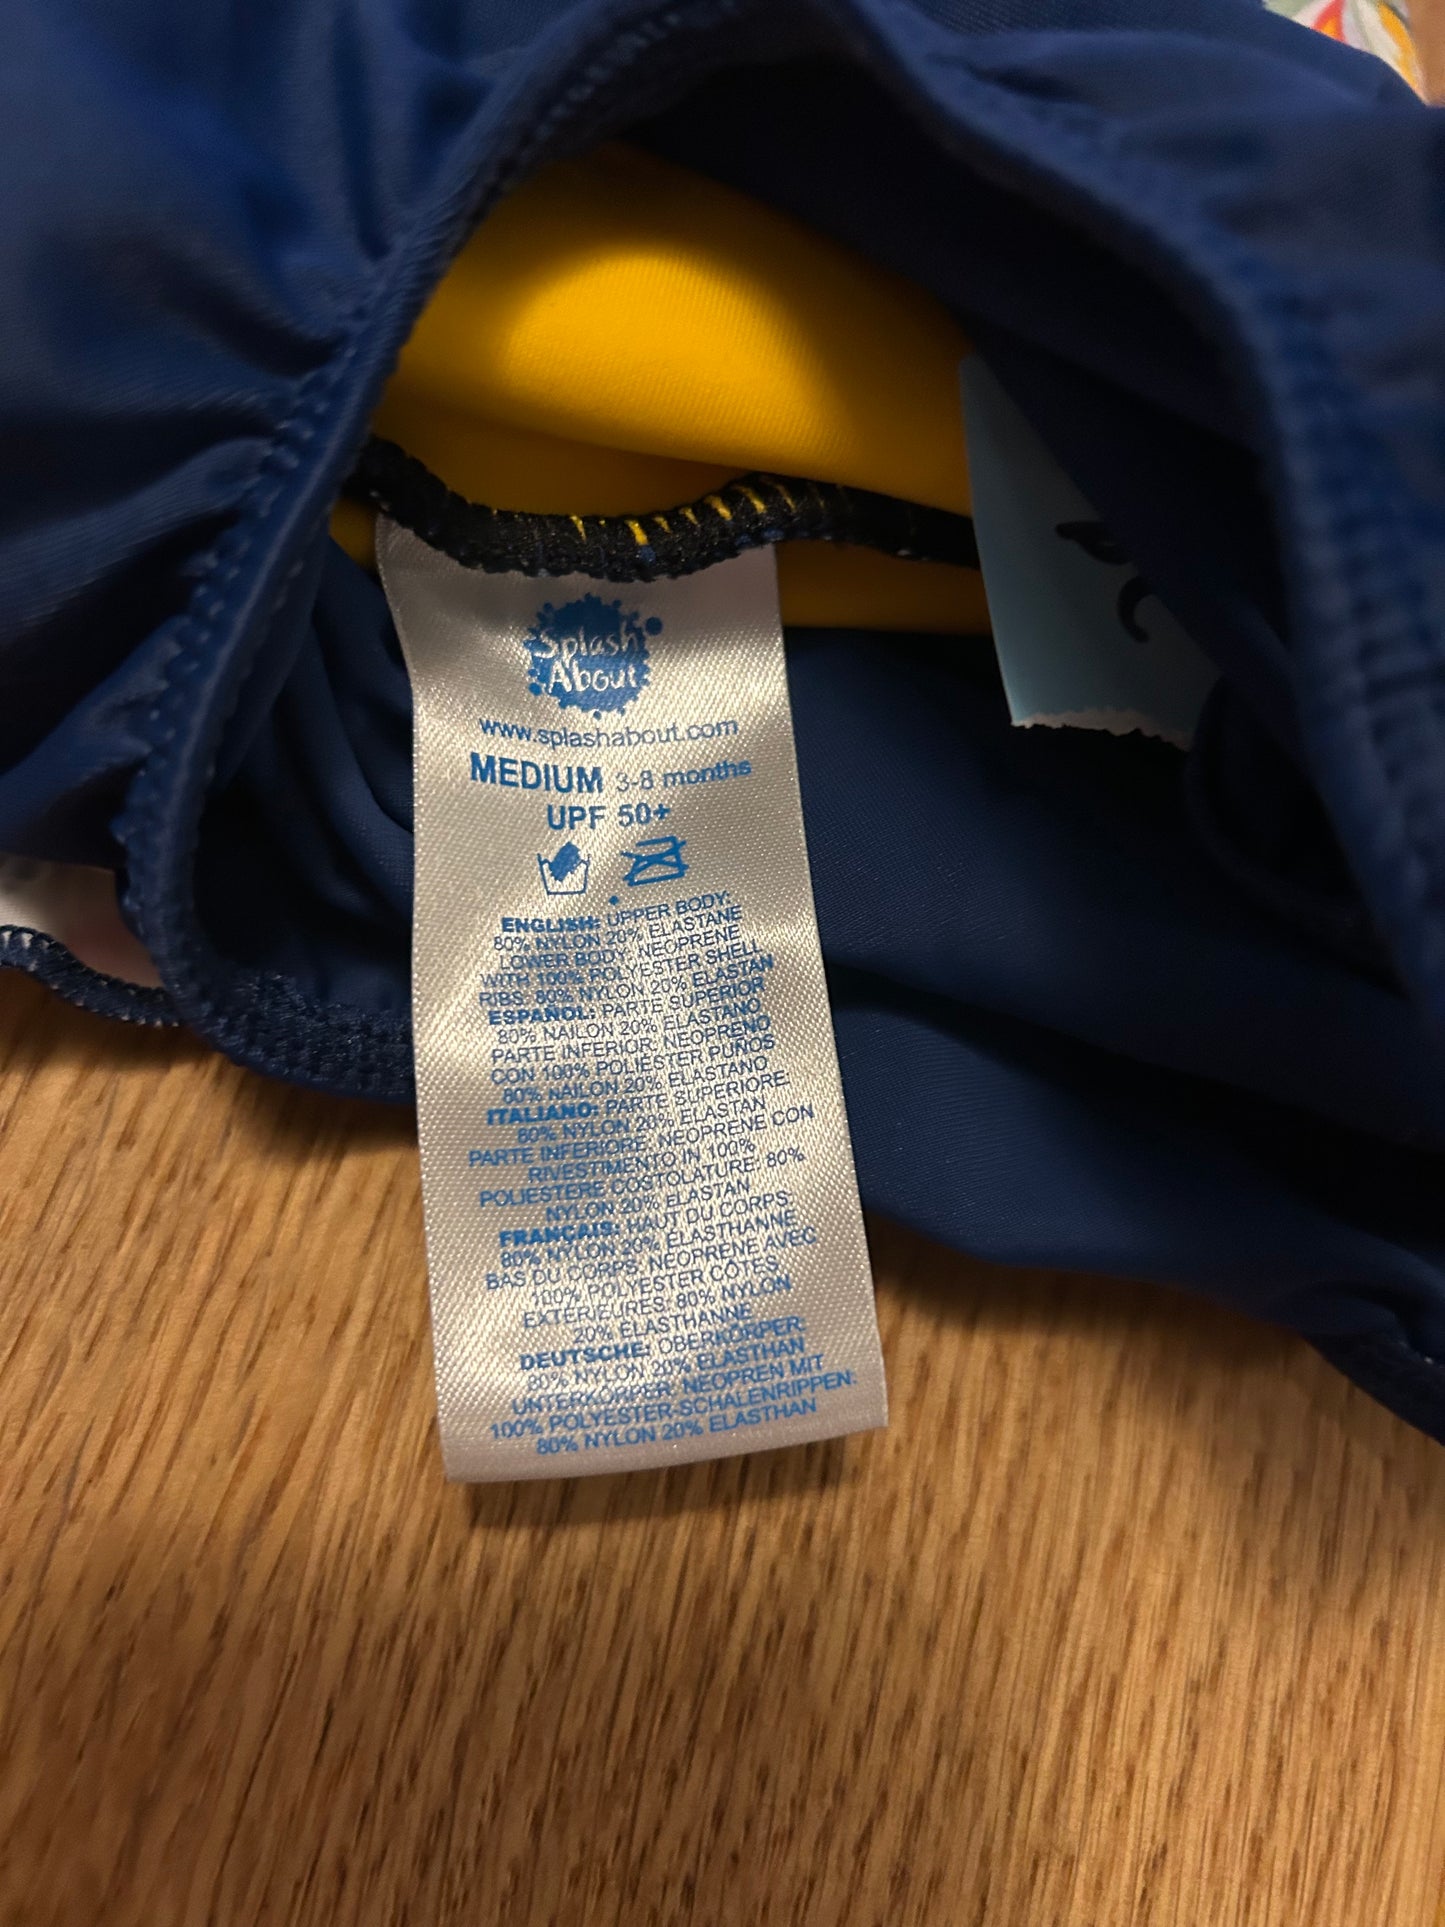 Splash
About
www.splashabout.com
MEDIUM 3-8 months
UPF 50+
ENGLISH: UPPER BODY:
80% NYLON 20% ELASTANE
LOWER BODY: NEOPRENE
WITH 100% POLYESTER SHELL
RIBS: 80% NYLON 20% ELASTAN
ESPAÑOL: PARTE SUPERIOR
80% NAILON 20% ELASTANO
PARTE INFERIOR: NEOPRENO
CON 100% POLIÉSTER PUÑOS
80% NAILON 20% ELASTANO
ITALIANO: PARTE SUPERIORE
80% NYLON 20% ELASTAN
PARTE INFERIORE: NEOPRENE CON
RIVESTIMENTO IN 100%
POLIESTERE COSTOLATURE: 80%
NYLON 20% ELASTAN
FRANÇAIS: HAUT DU CORPS:
80% NYLON 20% ELASTHANNE
BAS DU CORPS: NÉOPRÈNE AVEC
100% POLYESTER CÔTES
EXTÉRIEURES: 80% NYLON
20% ELASTHANNE
DEUTSCHE: OBERKÖRPER:
80% NYLON 20% ELASTHAN
UNTERKÖRPER: NEOPREN MIT
100% POLYESTER-SCHALENRIPPEN:
80% NYLON 20% ELASTHAN